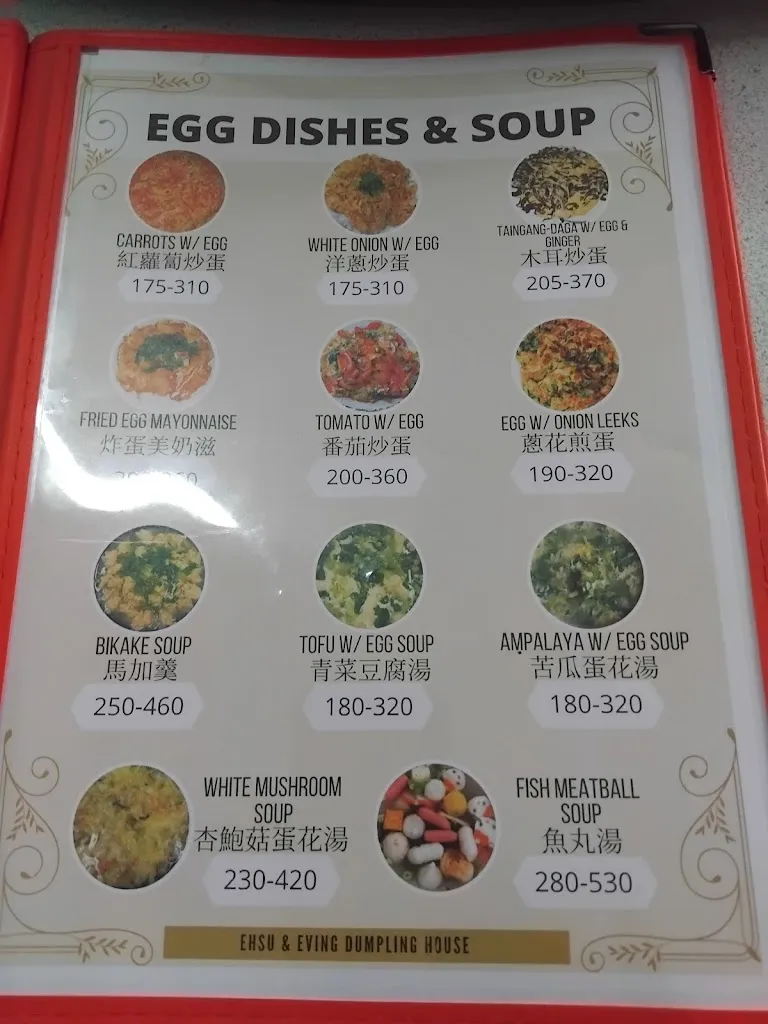 EGG DISHES & SOUP
CARROTS W/ EGG
紅蘿蔔炒蛋
175-310
WHITE ONION W/ EGG
洋蔥炒蛋
175-310
TAINGANG-DAGA W/ EGG &
GINGER
木耳炒蛋
205-370
FRIED EGG MAYONNAISE
炸蛋美奶滋
TOMATO W/ EGG
番茄炒蛋
200-360
EGG W/ ONION LEEKS
蔥花煎蛋
190-320
BIKAKE SOUP
馬加羹
250-460
TOFU W/ EGG SOUP
青菜豆腐湯
180-320
AMPALAYA W/ EGG SOUP
苦瓜蛋花湯
180-320
WHITE MUSHROOM
SOUP
杏鮑菇蛋花湯
230-420
FISH MEATBALL
SOUP
魚丸湯
280-530
EHSU & EVING DUMPLING HOUSE